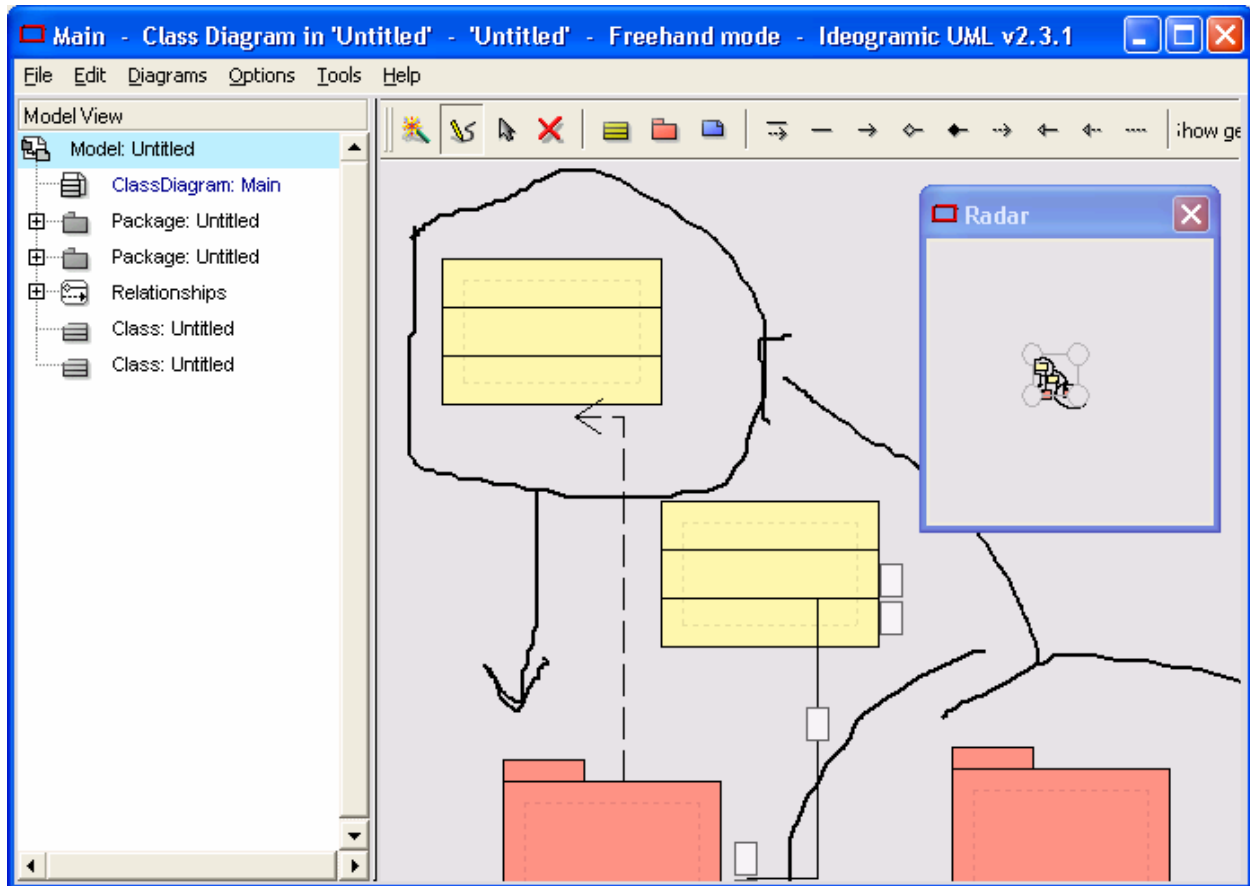 Main - Class Diagram in 'Untitled' - 'Untitled' - Freehand mode - Ideogramic UML v2.3.1
File Edit Diagrams Options Tools Help
Model View
Model: Untitled
ClassDiagram: Main
Package: Untitled
Package: Untitled
Relationships
Class: Untitled
Class: Untitled
Radar